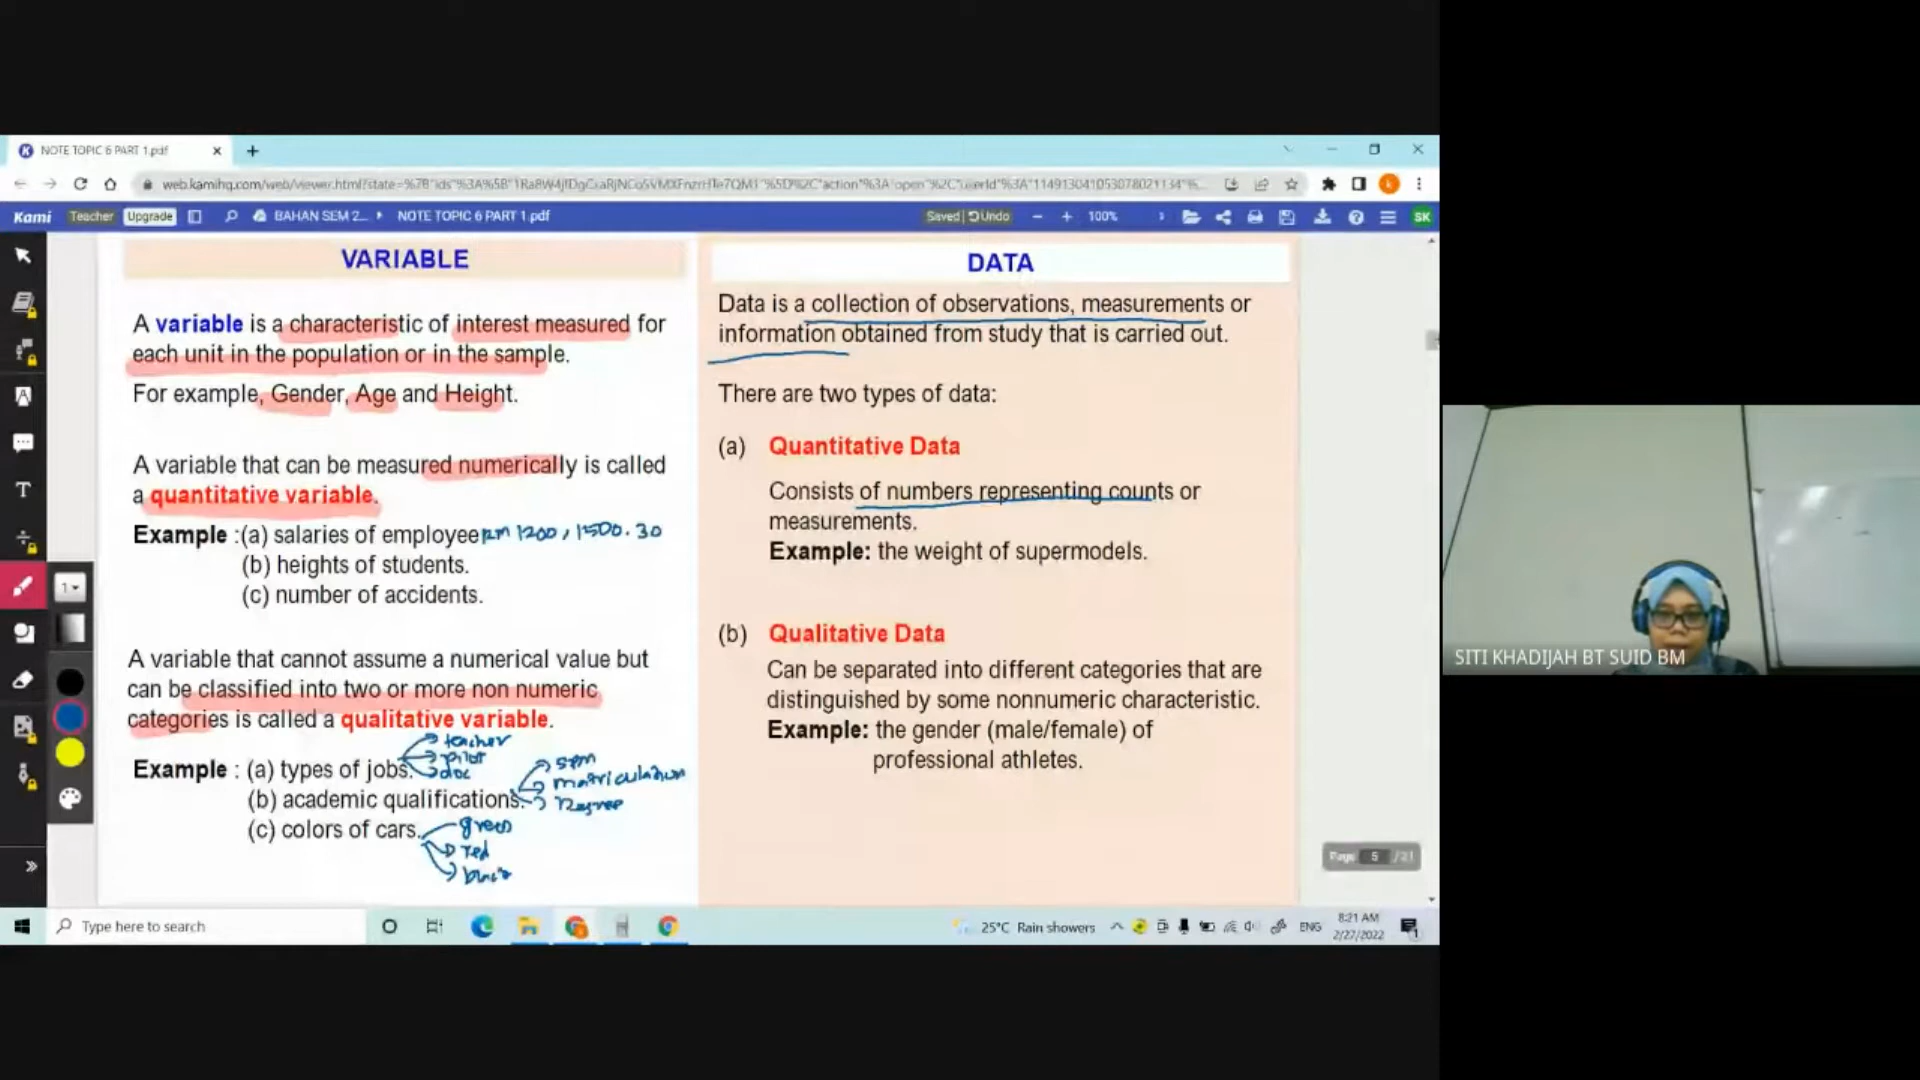 NOTE TOPIC 6 PART 1.pdf
Kami Teacher Upgrade BAHAN SEM 2... NOTE TOPIC 6 PART 1.pdf Saved Undo 100% SK
VARIABLE
A variable is a characteristic of interest measured for
each unit in the population or in the sample.
For example, Gender, Age and Height.
A variable that can be measured numerically is called
a quantitative variable.
Example :(a) salaries of employee RM 1200, 1500.30
(b) heights of students.
(c) number of accidents.
A variable that cannot assume a numerical value but
can be classified into two or more non numeric
categories is called a qualitative variable.
teacher
pilot
Example : (a) types of jobs. doc
spm
matriculation
(b) academic qualifications. Degree
green
(c) colors of cars.
red
DATA
Data is a collection of observations, measurements or
information obtained from study that is carried out.
There are two types of data:
(a) Quantitative Data
Consists of numbers representing counts or
measurements.
Example: the weight of supermodels.
(b) Qualitative Data
Can be separated into different categories that are
distinguished by some nonnumeric characteristic.
Example: the gender (male/female) of
professional athletes.
Page 5 / 21
SITI KHADIJAH BT SUID BM
Type here to search
25°C Rain showers ENG
8:21 AM
2/27/2022